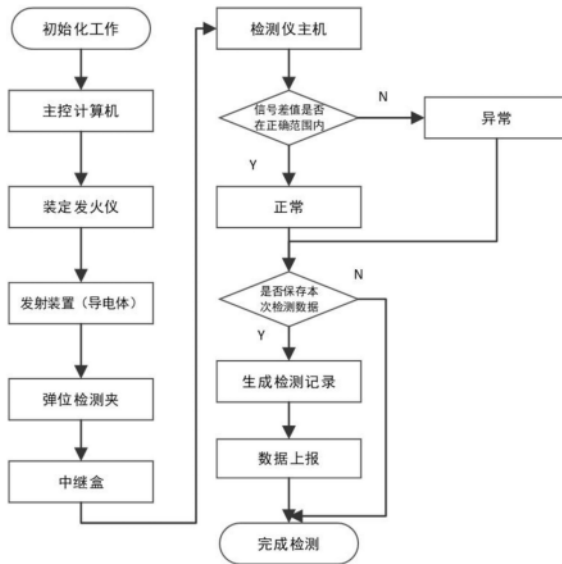 初始化工作
主控计算机
装定发火仪
发射装置（导电体）
弹位检测夹
中继盒
检测仪主机
信号差值是否
在正确范围内
N
异常
Y
正常
是否保存本
次检测数据
N
Y
生成检测记录
数据上报
完成检测